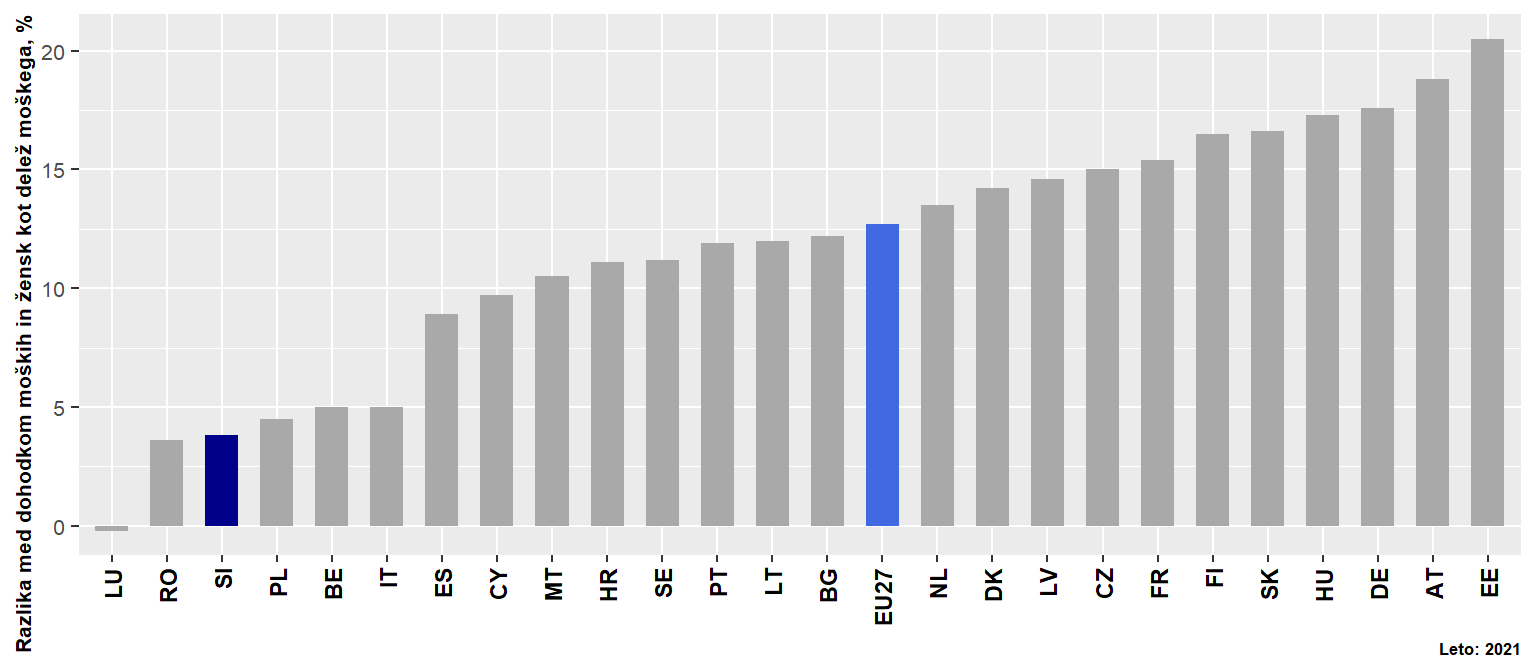 Razlika med dohodkom moških in žensk kot delež moškega, %
20
15
10
5
0
LU RO SI PL BE IT ES CY MT HR SE PT LT BG EU27 NL DK LV CZ FR FI SK HU DE AT EE
Leto: 2021